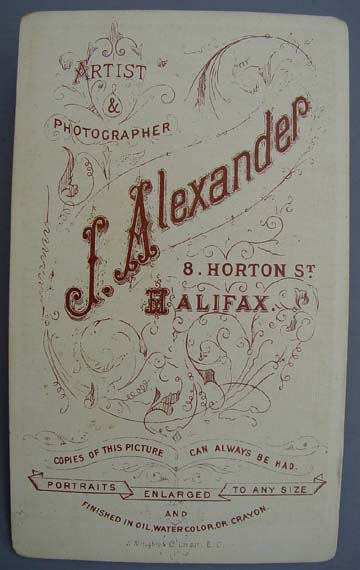 ARTIST
&
PHOTOGRAPHER
J. Alexander
8. HORTON ST
HALIFAX.
COPIES OF THIS PICTURE CAN ALWAYS BE HAD.
PORTRAITS ENLARGED TO ANY SIZE
AND
FINISHED IN OIL, WATER COLOR, OR CRAYON.